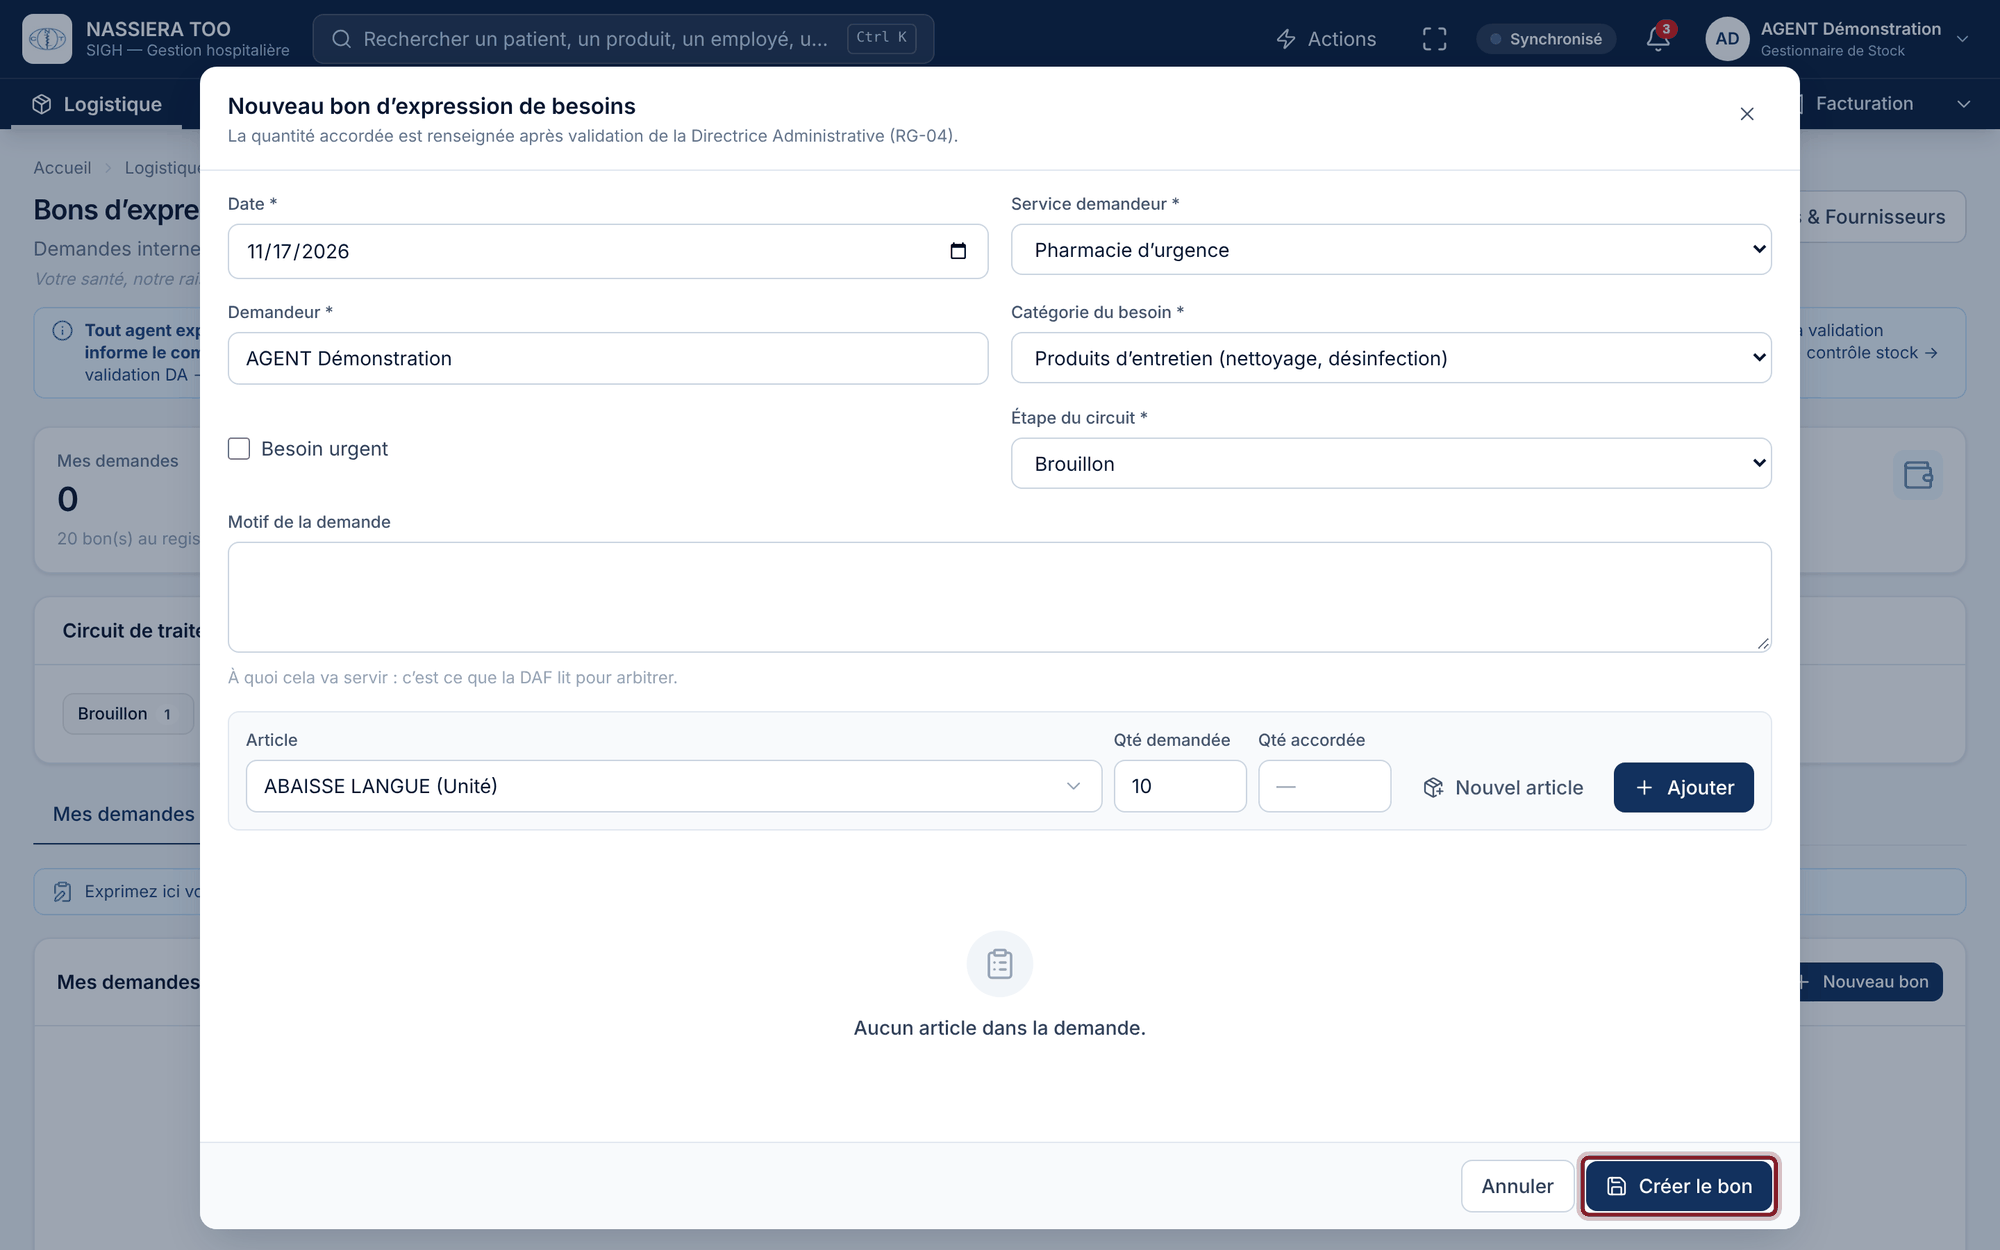 NASSIERA TOO
SIGH — Gestion hospitalière
Rechercher un patient, un produit, un employé, u...
Ctrl K
Actions
Synchronisé
3
AD
AGENT Démonstration
Gestionnaire de Stock
Logistique
Facturation
Nouveau bon d’expression de besoins
La quantité accordée est renseignée après validation de la Directrice Administrative (RG-04).
Accueil
Logistique
Bons d’expre
& Fournisseurs
Demandes interne
Votre santé, notre rai
Tout agent exp
informe le com
validation DA
validation
contrôle stock →
Date *
11/17/2026
Service demandeur *
Pharmacie d’urgence
Demandeur *
AGENT Démonstration
Catégorie du besoin *
Produits d’entretien (nettoyage, désinfection)
Besoin urgent
Étape du circuit *
Brouillon
Mes demandes
0
20 bon(s) au regis
Motif de la demande
À quoi cela va servir : c’est ce que la DAF lit pour arbitrer.
Circuit de traite
Brouillon 1
Article
ABAISSE LANGUE (Unité)
Qté demandée
10
Qté accordée
—
Nouvel article
Ajouter
Mes demandes
Exprimez ici vo
Aucun article dans la demande.
Mes demandes
Nouveau bon
Annuler
Créer le bon